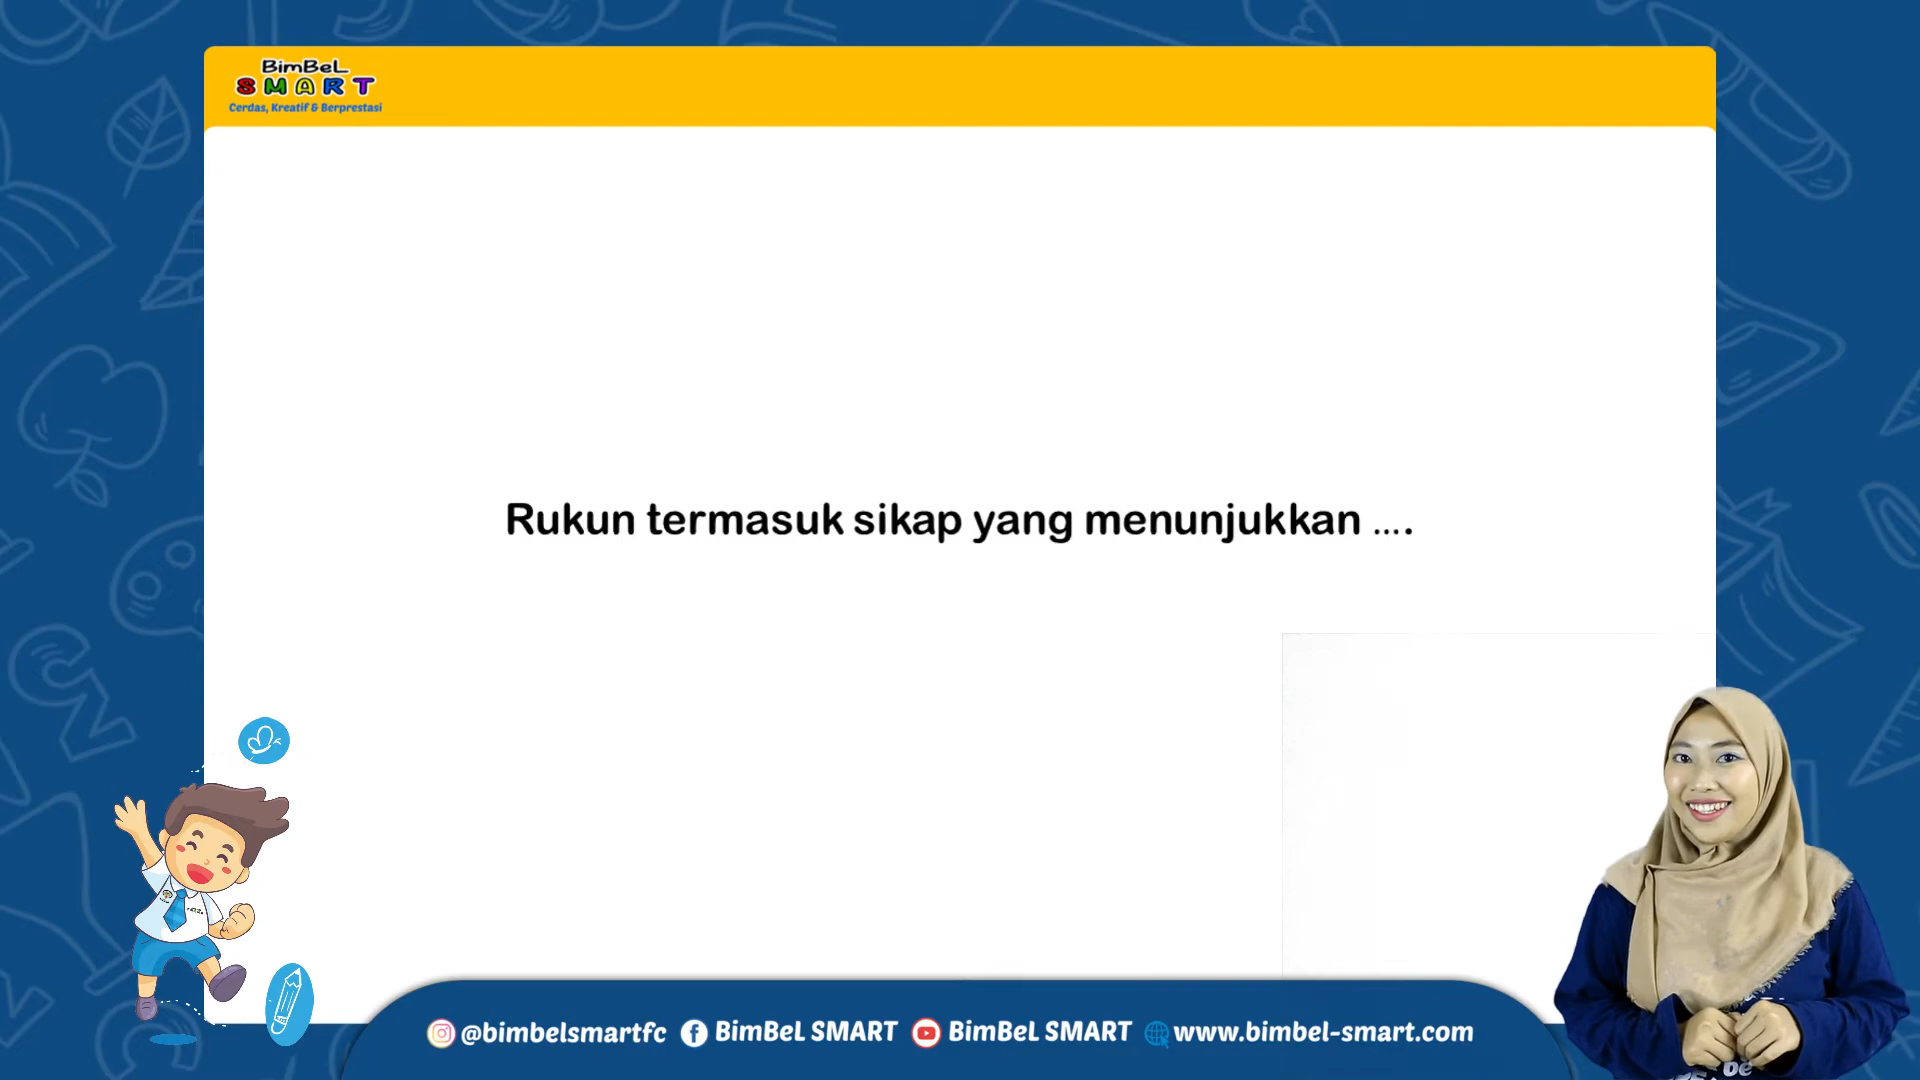 BimBeL
SMART
Cerdas, Kreatif & Berprestasi
Rukun termasuk sikap yang menunjukkan ....
@bimbelsmartfc BimBeL SMART BimBeL SMART www.bimbel-smart.com